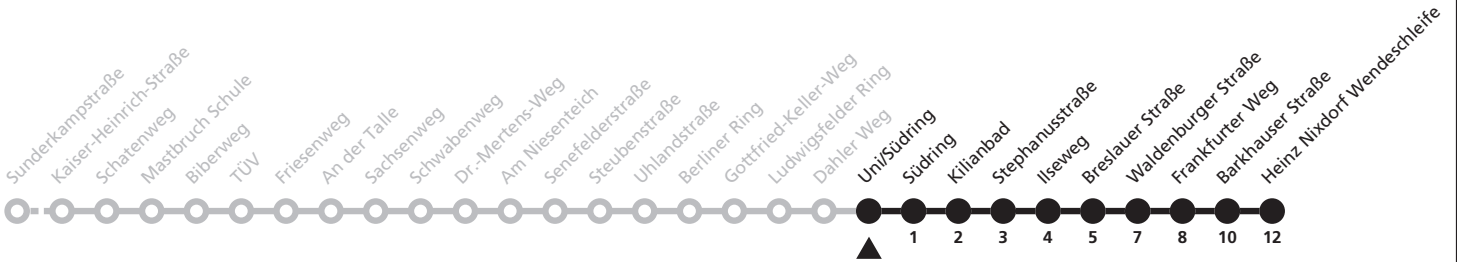 Sunderkampstraße
Kaiser-Heinrich-Straße
Schatenweg
Mastbruch Schule
Biberweg
TÜV
Friesenweg
An der Talle
Sachsenweg
Schwabenweg
Dr.-Mertens-Weg
Am Niesenteich
Senefelderstraße
Steubenstraße
Uhlandstraße
Berliner Ring
Gottfried-Keller-Weg
Ludwigsfelder Ring
Dahler Weg
Uni/Südring
Südring
Kilianbad
Stephanusstraße
Ilseweg
Breslauer Straße
Waldenburger Straße
Frankfurter Weg
Barkhauser Straße
Heinz Nixdorf Wendeschleife
1 2 3 4 5 7 8 10 12